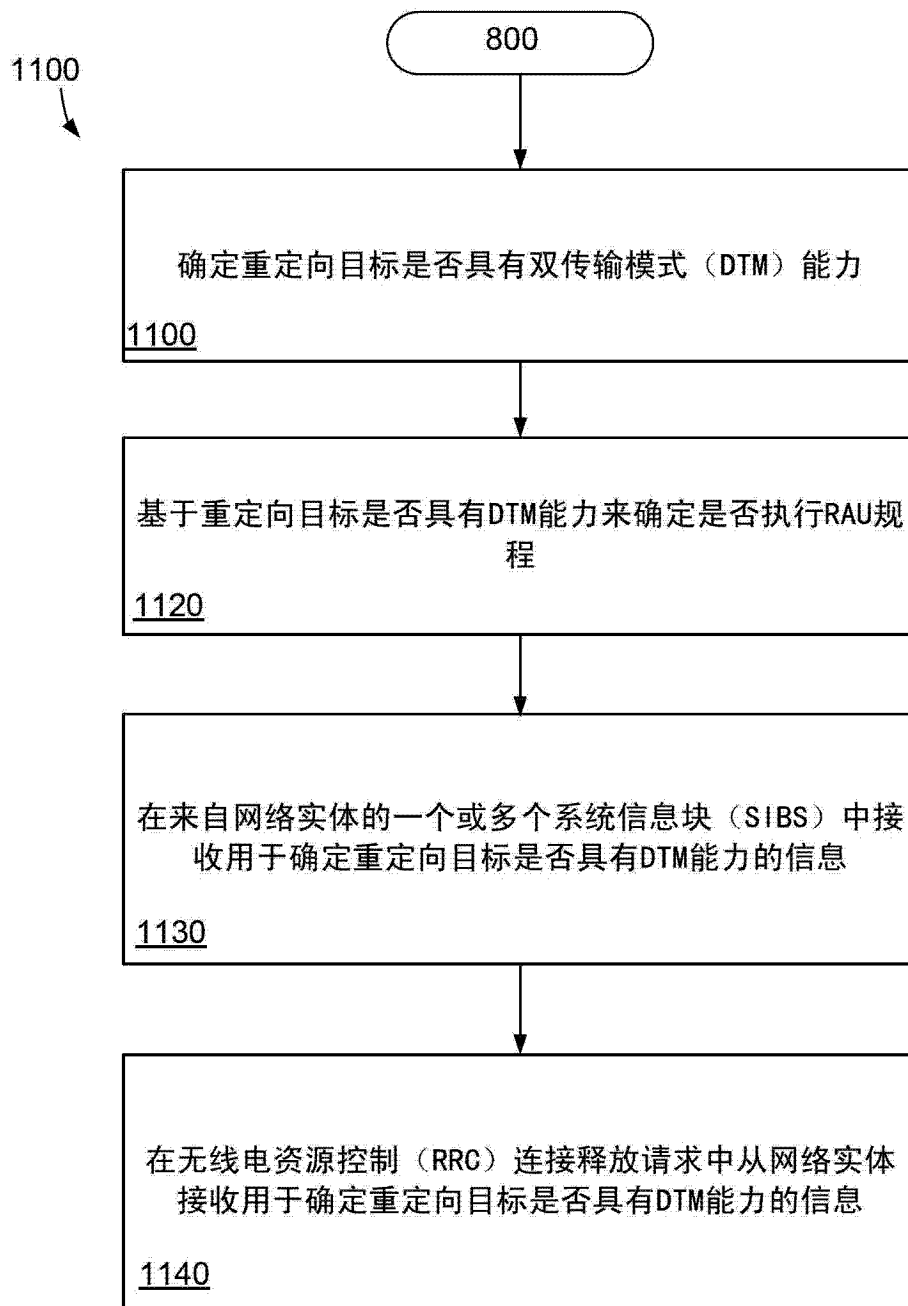 800
1100
确定重定向目标是否具有双传输模式（DTM）能力
1100
基于重定向目标是否具有DTM能力来确定是否执行RAU规
程
1120
在来自网络实体的一个或多个系统信息块（SIBS）中接
收用于确定重定向目标是否具有DTM能力的信息
1130
在无线电资源控制（RRC）连接释放请求中从网络实体
接收用于确定重定向目标是否具有DTM能力的信息
1140